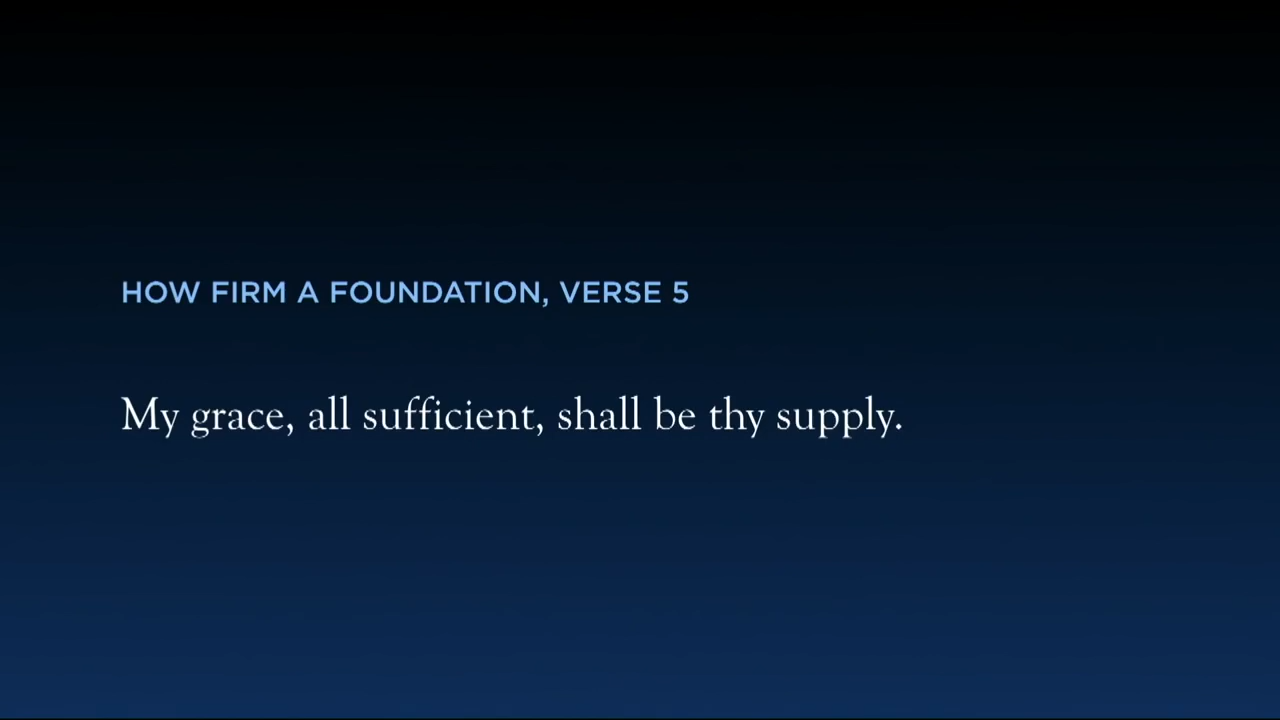 HOW FIRM A FOUNDATION, VERSE 5
My grace, all sufficient, shall be thy supply.